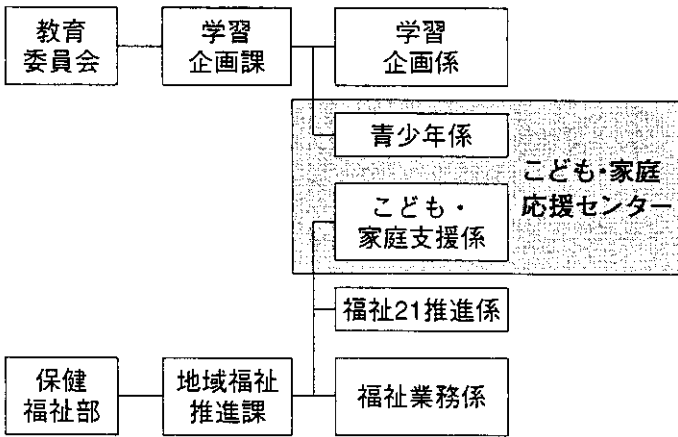 教育
委員会
学習
企画課
学習
企画係
青少年係
こども・家庭
応援センター
こども・
家庭支援係
福祉21推進係
保健
福祉部
地域福祉
推進課
福祉業務係